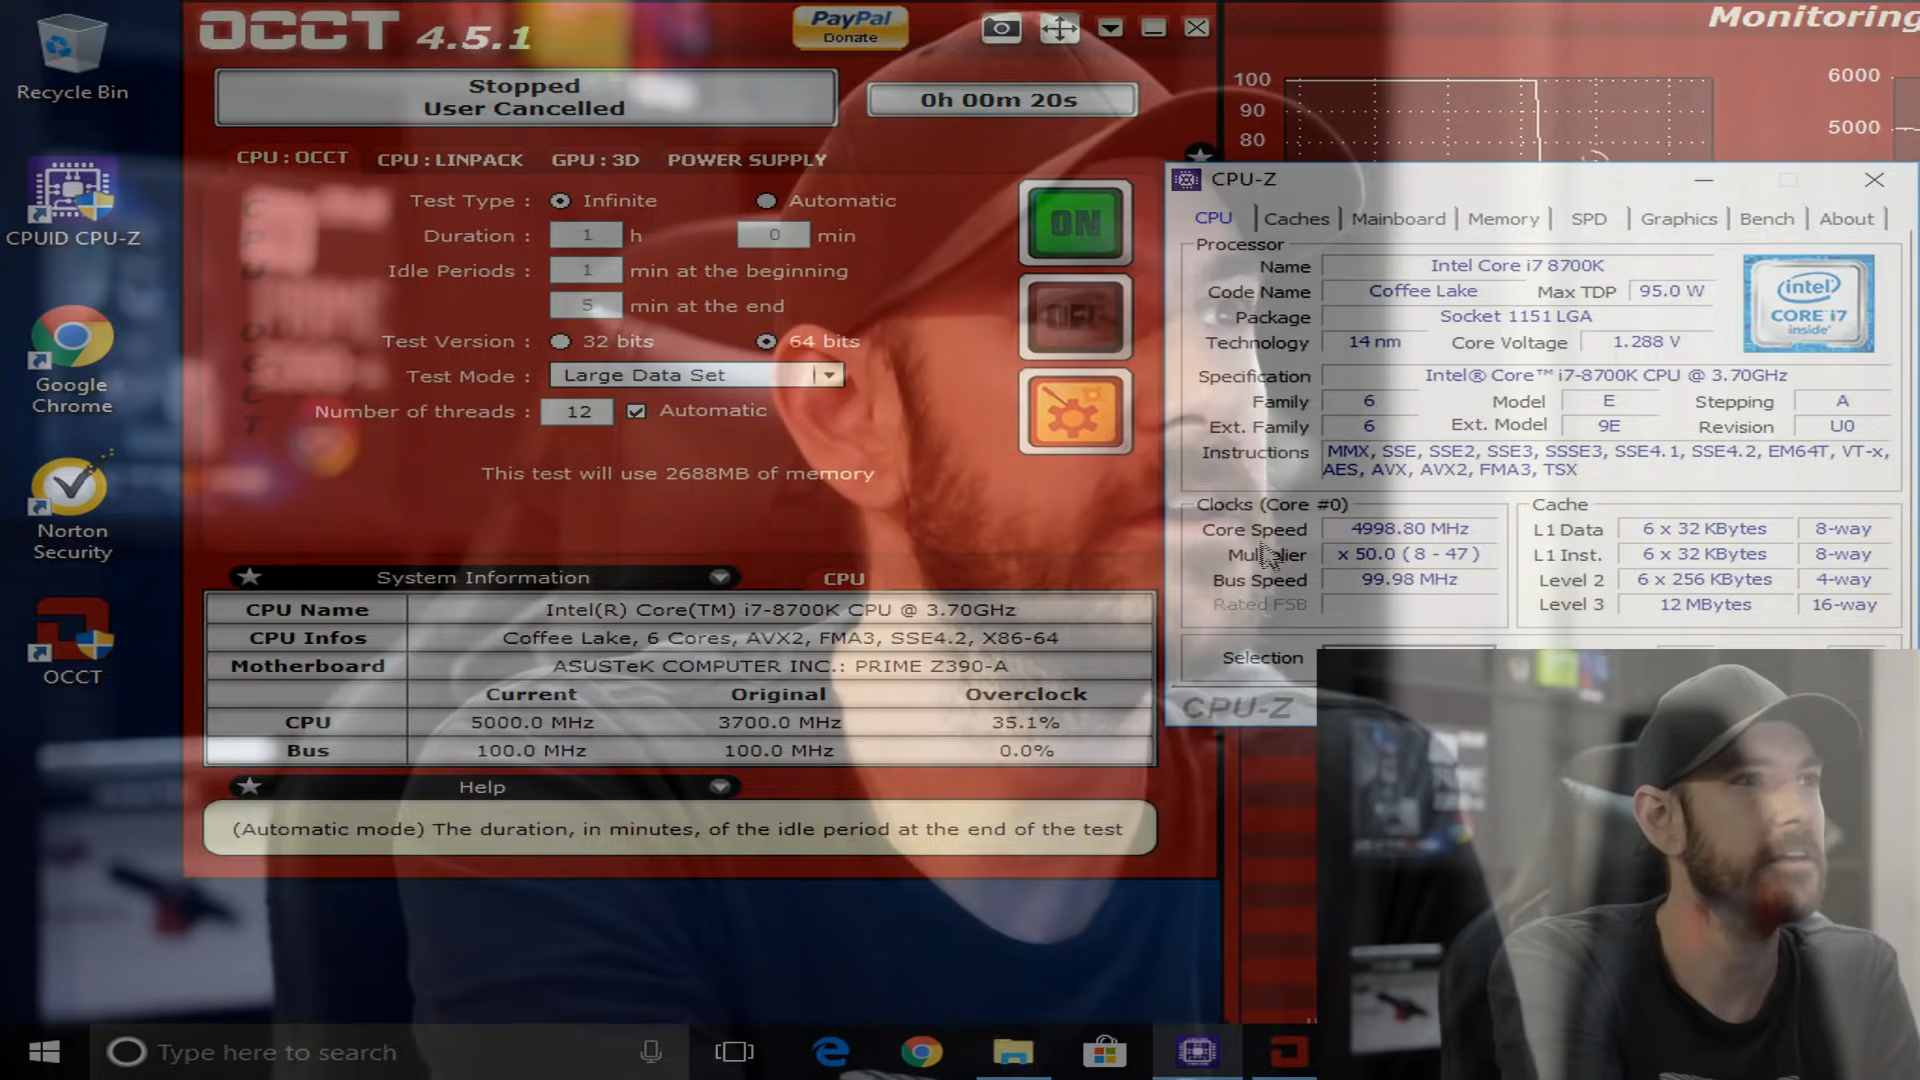 Recycle Bin
CPUID CPU-Z
Google
Chrome
Norton
Security
OCCT
OCCT 4.5.1
PayPal
Donate
Stopped
User Cancelled
0h 00m 20s
CPU : OCCT CPU : LINPACK GPU : 3D POWER SUPPLY
Test Type : Infinite Automatic
Duration : 1 h 0 min
Idle Periods : 1 min at the beginning
5 min at the end
Test Version : 32 bits 64 bits
Test Mode : Large Data Set
Number of threads : 12 Automatic
This test will use 2688MB of memory
ON
OFF
System Information CPU
CPU Name Intel(R) Core(TM) i7-8700K CPU @ 3.70GHz
CPU Infos Coffee Lake, 6 Cores, AVX2, FMA3, SSE4.2, X86-64
Motherboard ASUSTeK COMPUTER INC.: PRIME Z390-A
Current Original Overclock
CPU 5000.0 MHz 3700.0 MHz 35.1%
Bus 100.0 MHz 100.0 MHz 0.0%
Help
(Automatic mode) The duration, in minutes, of the idle period at the end of the test
Monitoring
100
90
80
6000
5000
CPU-Z
CPU Caches Mainboard Memory SPD Graphics Bench About
Processor
Name Intel Core i7 8700K
Code Name Coffee Lake Max TDP 95.0 W
Package Socket 1151 LGA
Technology 14 nm Core Voltage 1.288 V
intel
CORE i7
inside
Specification Intel® Core™ i7-8700K CPU @ 3.70GHz
Family 6 Model E Stepping A
Ext. Family 6 Ext. Model 9E Revision U0
Instructions MMX, SSE, SSE2, SSE3, SSSE3, SSE4.1, SSE4.2, EM64T, VT-x,
AES, AVX, AVX2, FMA3, TSX
Clocks (Core #0)
Core Speed 4998.80 MHz
x 50.0 ( 8 - 47 )
Bus Speed 99.98 MHz
Rated FSB
Cache
L1 Data 6 x 32 KBytes 8-way
L1 Inst. 6 x 32 KBytes 8-way
Level 2 6 x 256 KBytes 4-way
Level 3 12 MBytes 16-way
Selection
CPU-Z
Type here to search